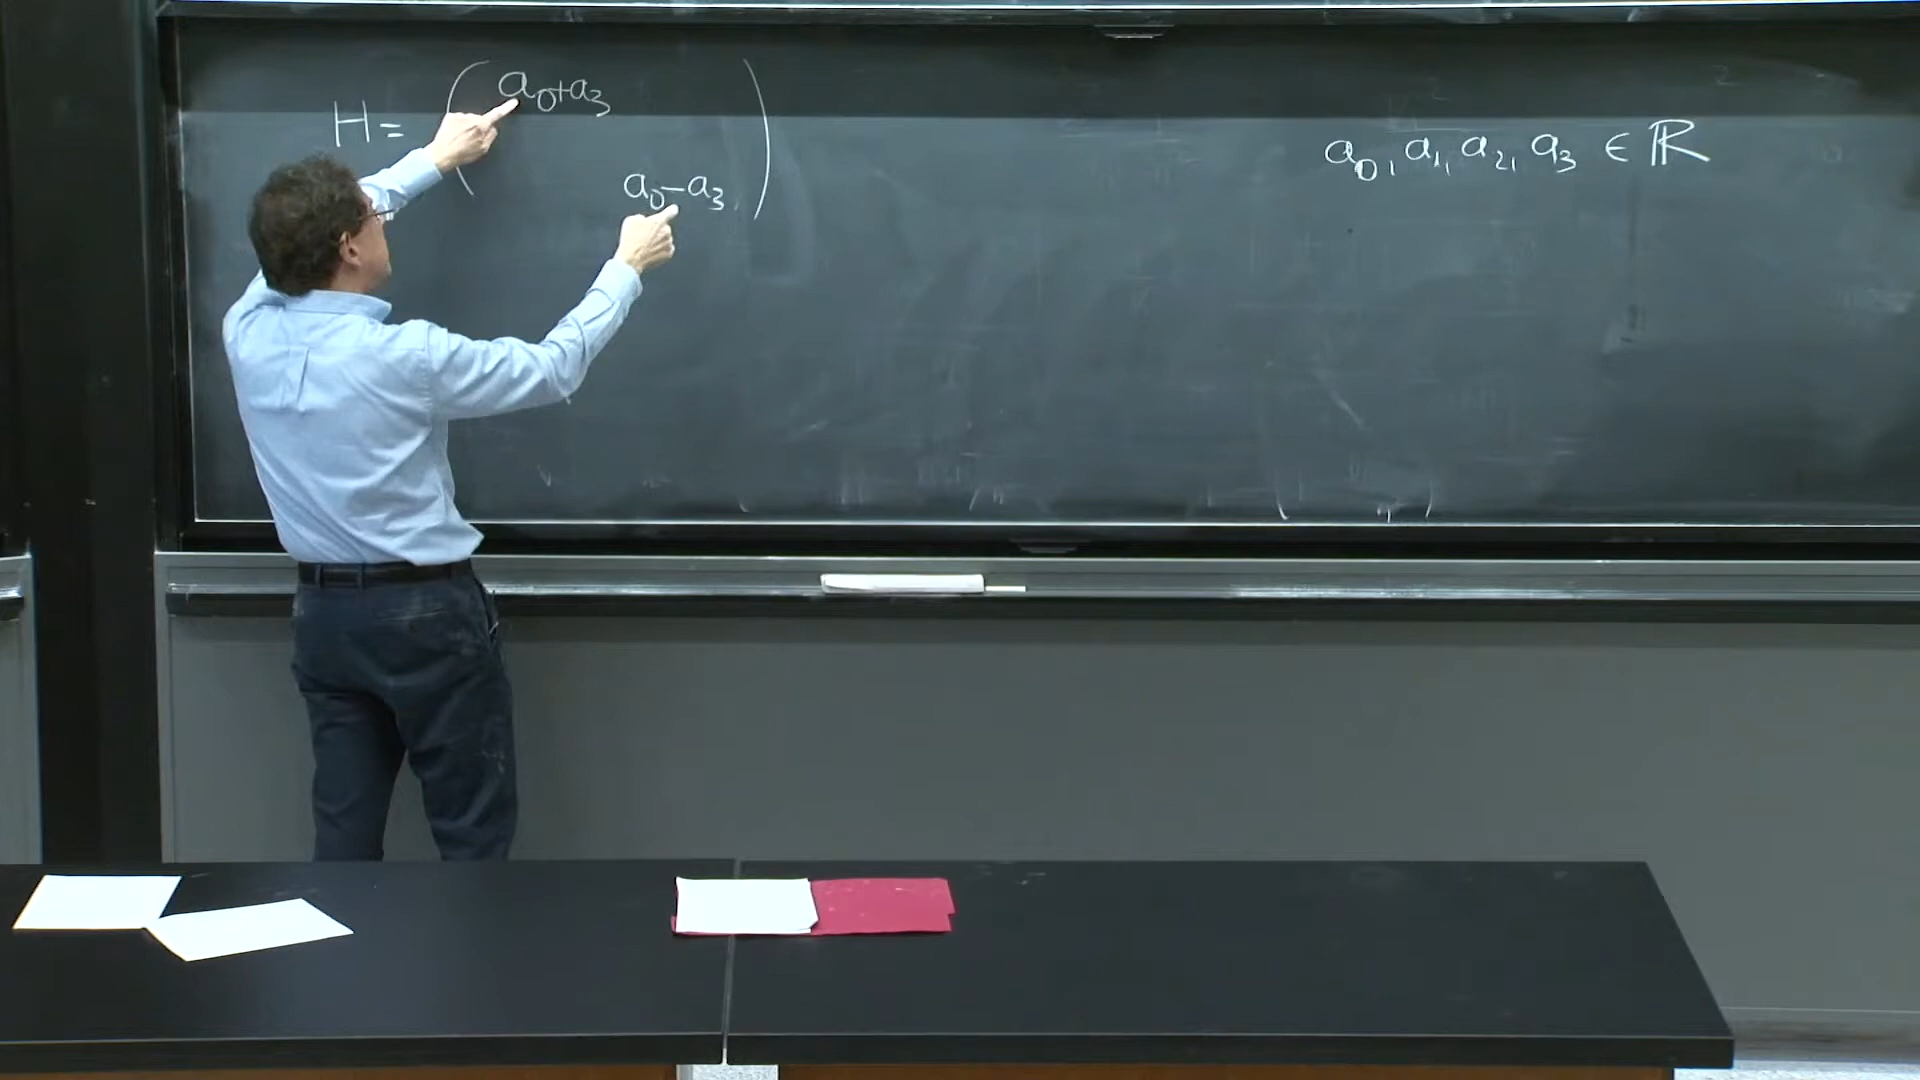 H = ( a₀+a₃
a₀-a₃ )
a₀, a₁, a₂, a₃ ∈ ℝ